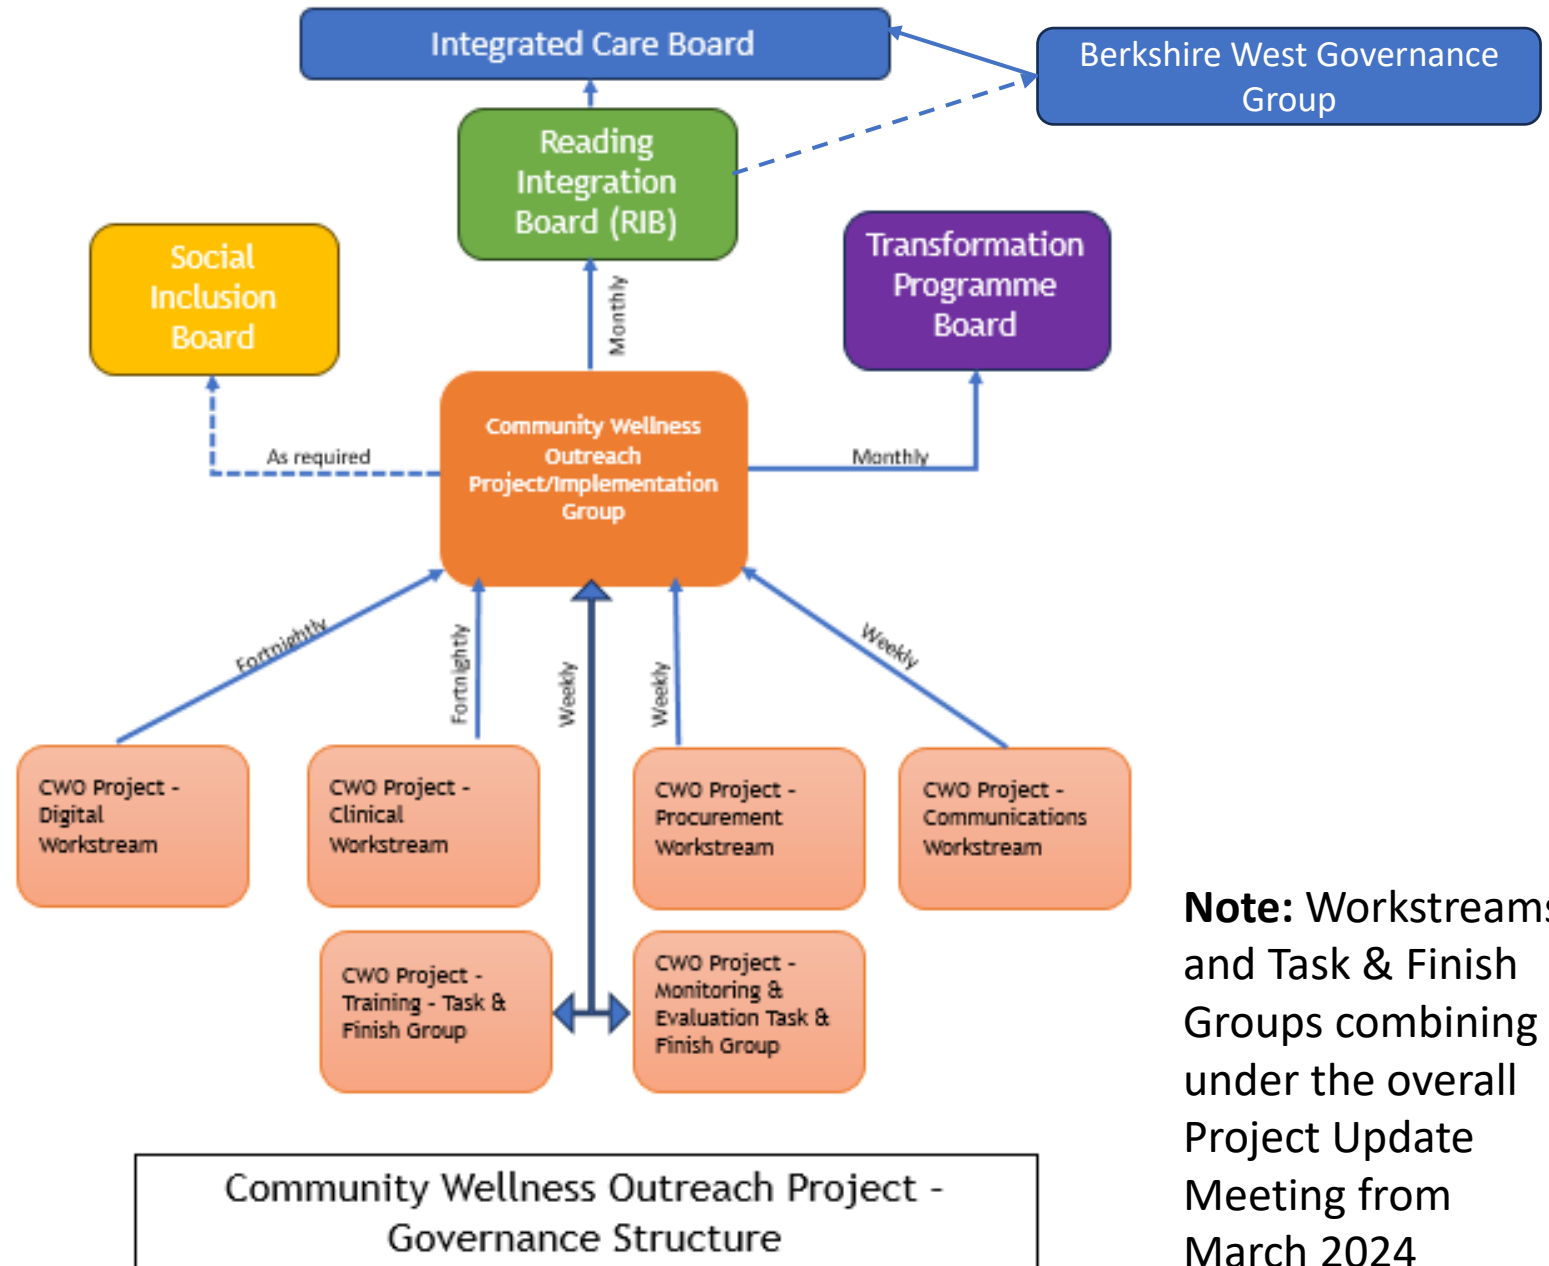 Integrated Care Board
Berkshire West Governance
Group
Reading
Integration
Board (RIB)
Social
Inclusion
Board
Transformation
Programme
Board
Monthly
As required
Community Wellness
Outreach
Project/Implementation
Group
Monthly
Fortnightly
Fortnightly
Weekly
Weekly
Weekly
CWO Project -
Digital
Workstream
CWO Project -
Clinical
Workstream
CWO Project -
Procurement
Workstream
CWO Project -
Communications
Workstream
CWO Project -
Training - Task &
Finish Group
CWO Project -
Monitoring &
Evaluation Task &
Finish Group
Note: Workstreams
and Task & Finish
Groups combining
under the overall
Project Update
Meeting from
March 2024
Community Wellness Outreach Project -
Governance Structure